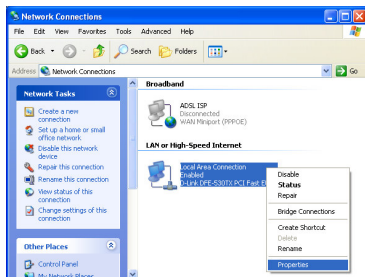 Network Connections
File Edit View Favorites Tools Advanced Help
Back Search Folders
Address Network Connections Go
Network Tasks
Create a new
connection
Set up a home or small
office network
Disable this network
device
Repair this connection
Rename this connection
View status of this
connection
Change settings of this
connection
Other Places
Control Panel
My Network Places
Broadband
ADSL ISP
Disconnected
WAN Miniport (PPPOE)
LAN or High-Speed Internet
Local Area Connection
Enabled
D-Link DFE-530TX PCI Fast E
Disable
Status
Repair
Bridge Connections
Create Shortcut
Delete
Rename
Properties